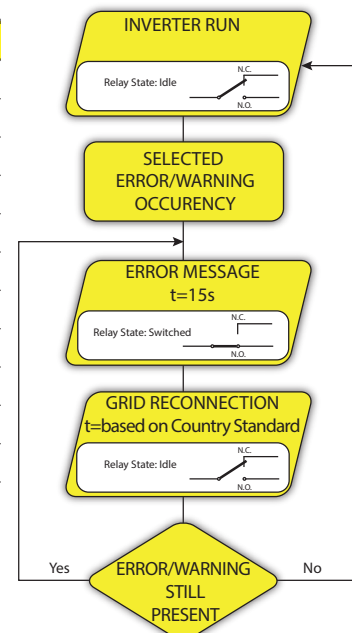 INVERTER RUN
N.C.
Relay State: Idle
N.O.
SELECTED
ERROR/WARNING
OCCURENCY
ERROR MESSAGE
t=15s
N.C.
Relay State: Switched
N.O.
GRID RECONNECTION
t=based on Country Standard
N.C.
Relay State: Idle
N.O.
Yes
ERROR/WARNING
No
STILL
PRESENT